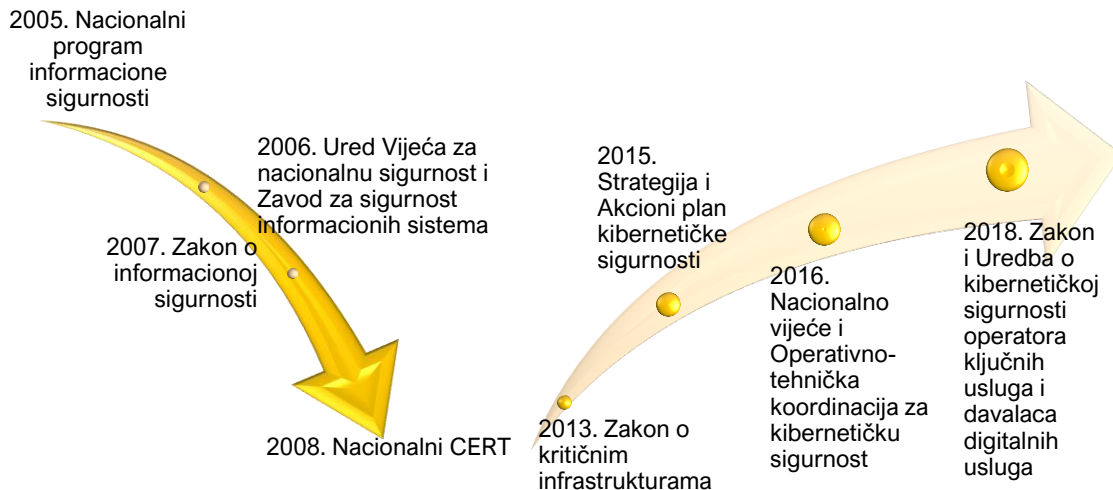 2005. Nacionalni
program
informacione
sigurnosti
2006. Ured Vijeća za
nacionalnu sigurnost i
Zavod za sigurnost
informacionih sistema
2007. Zakon o
informacionoj
sigurnosti
2008. Nacionalni CERT
2013. Zakon o
kritičnim
infrastrukturama
2015.
Strategija i
Akcioni plan
kibernetičke
sigurnosti
2016.
Nacionalno
vijeće i
Operativno-
tehnička
koordinacija za
kibernetičku
sigurnost
2018. Zakon
i Uredba o
kibernetičkoj
sigurnosti
operatora
ključnih
usluga i
davalaca
digitalnih
usluga